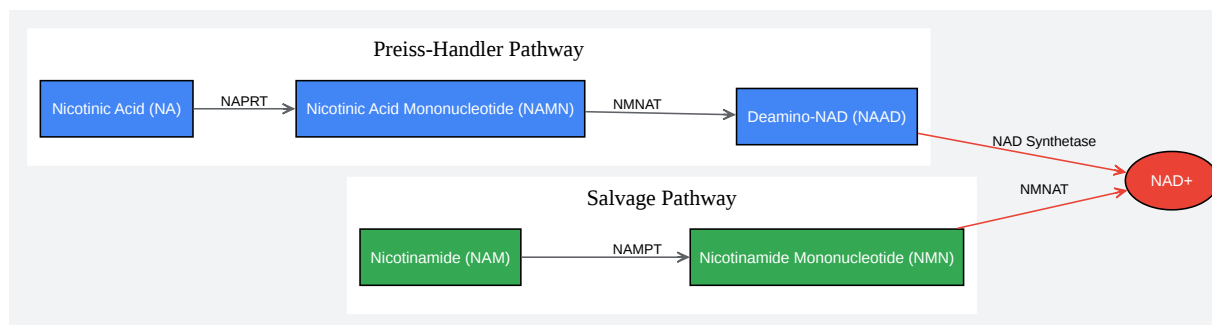 Preiss-Handler Pathway
Nicotinic Acid (NA)
NAPRT
Nicotinic Acid Mononucleotide (NAMN)
NMNAT
Deamino-NAD (NAAD)
NAD Synthetase
NAD+
NMNAT
Salvage Pathway
Nicotinamide (NAM)
NAMPT
Nicotinamide Mononucleotide (NMN)